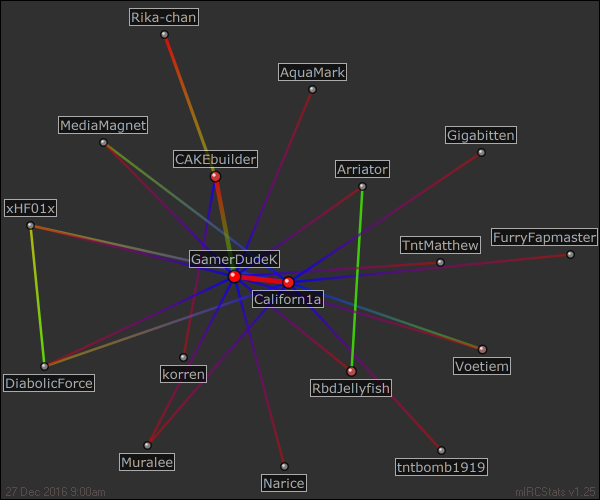 Rika-chan
AquaMark
MediaMagnet
Gigabitten
CAKEbuilder
Arriator
xHF01x
FurryFapmaster
TntMatthew
GamerDudeK
Californ1a
Voetiem
korren
DiabolicForce
RbdJellyfish
Muralee
tntbomb1919
Narice
27 Dec 2016 9:00am
mIRCStats v1.25